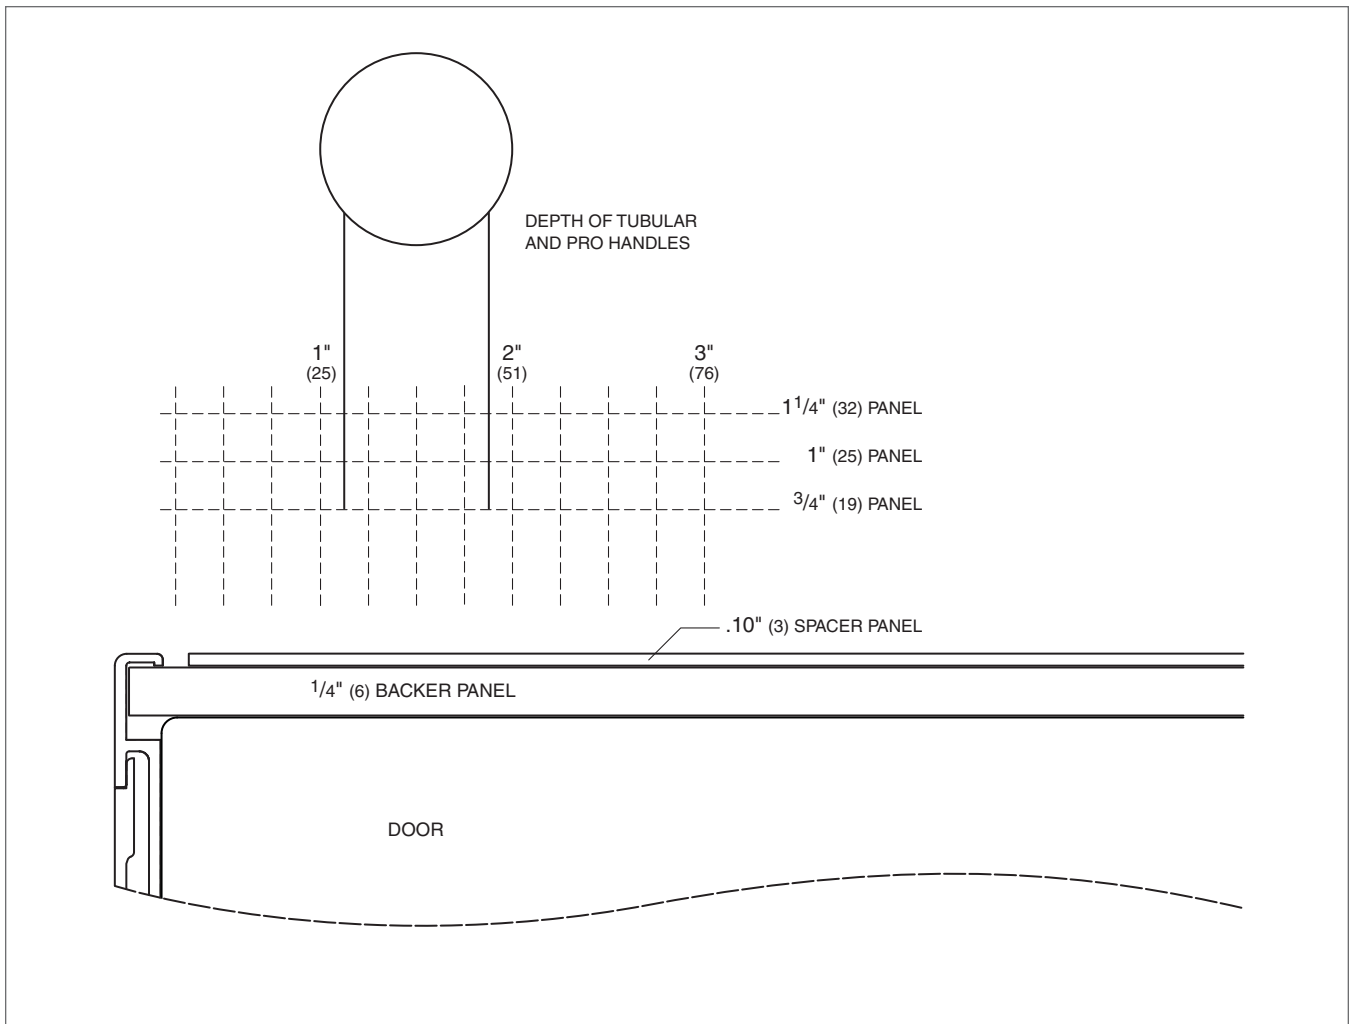 DEPTH OF TUBULAR
AND PRO HANDLES
1" 2" 3"
(25) (51) (76)
1 1/4" (32) PANEL
1" (25) PANEL
3/4" (19) PANEL
.10" (3) SPACER PANEL
1/4" (6) BACKER PANEL
DOOR